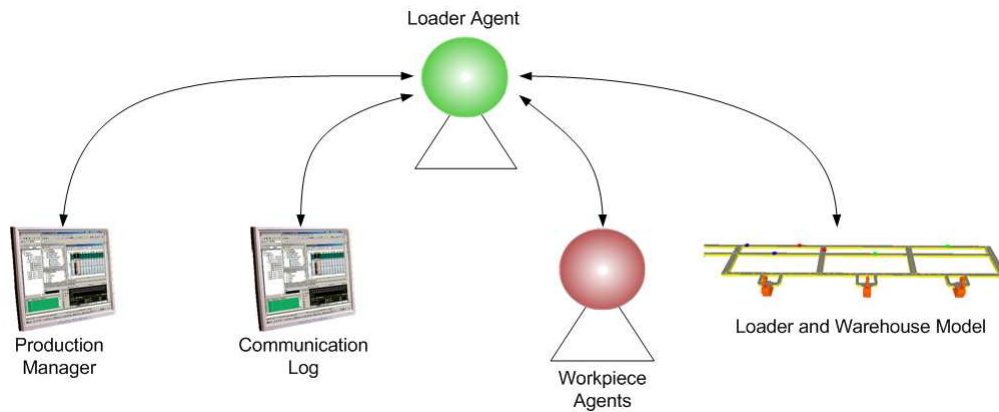 Loader Agent
Production
Manager
Communication
Log
Workpiece
Agents
Loader and Warehouse Model